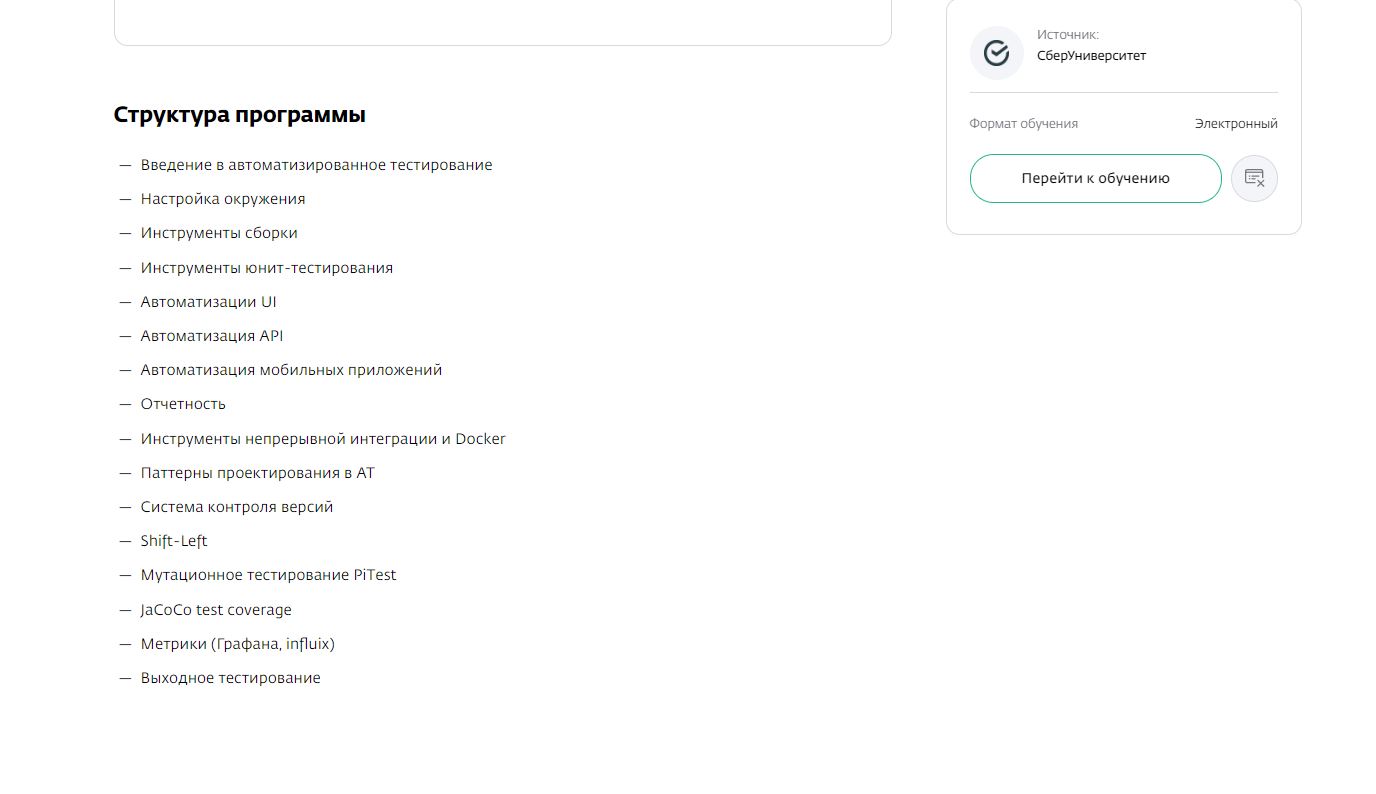 Источник:
СберУниверситет
Формат обучения Электронный
Перейти к обучению
Структура программы
— Введение в автоматизированное тестирование
— Настройка окружения
— Инструменты сборки
— Инструменты юнит-тестирования
— Автоматизации UI
— Автоматизация API
— Автоматизация мобильных приложений
— Отчетность
— Инструменты непрерывной интеграции и Docker
— Паттерны проектирования в АТ
— Система контроля версий
— Shift-Left
— Мутационное тестирование PiTest
— JaCoCo test coverage
— Метрики (Графана, influix)
— Выходное тестирование